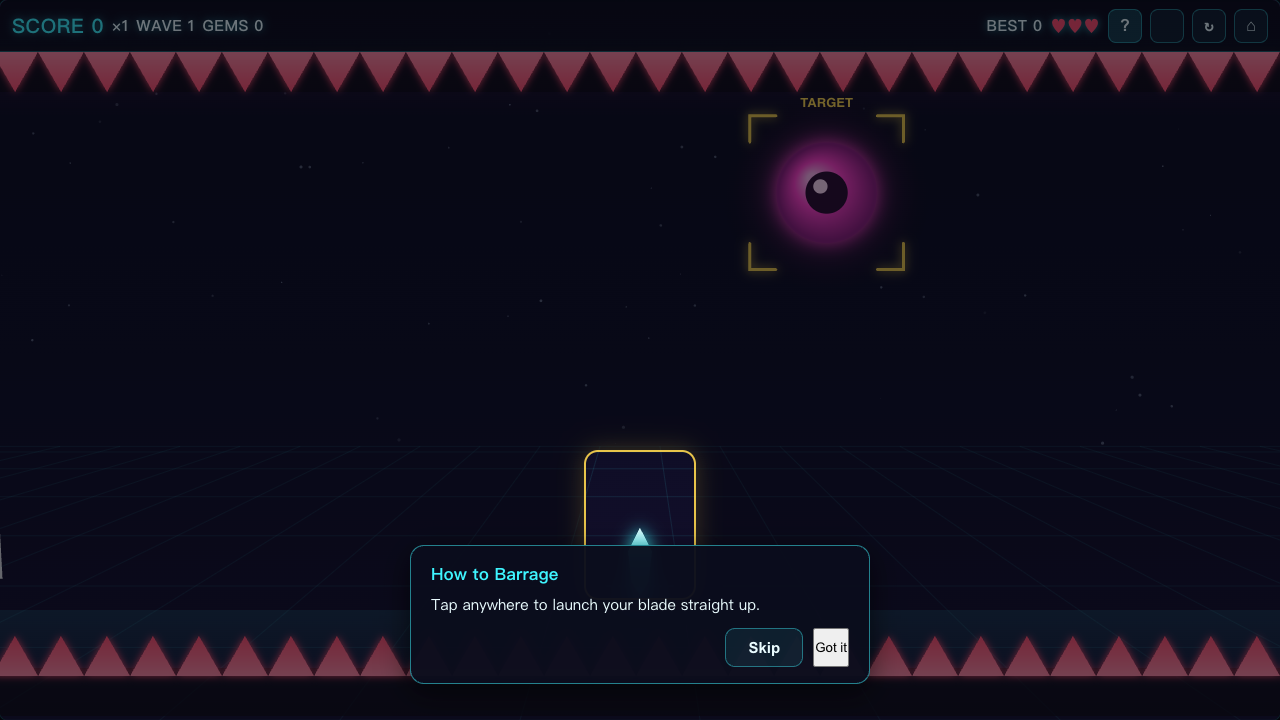 SCORE 0 ×1 WAVE 1 GEMS 0
BEST 0 ♥♥♥ ? ↻ ⌂
TARGET
How to Barrage
Tap anywhere to launch your blade straight up.
Skip
Got it